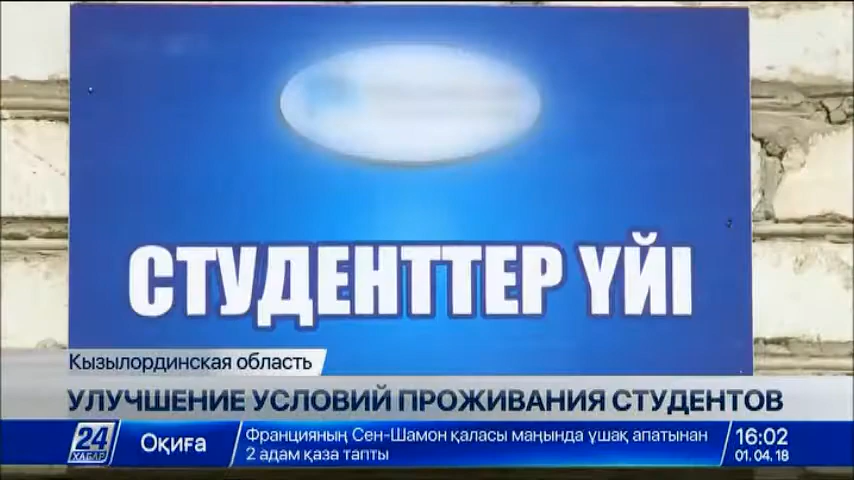 СТУДЕНТТЕР ҮЙІ
Кызылординская область
УЛУЧШЕНИЕ УСЛОВИЙ ПРОЖИВАНИЯ СТУДЕНТОВ
24
ХАБАР
Оқиға
Францияның Сен-Шамон қаласы маңында ұшақ апатынан
2 адам қаза тапты
16:02
01.04.18